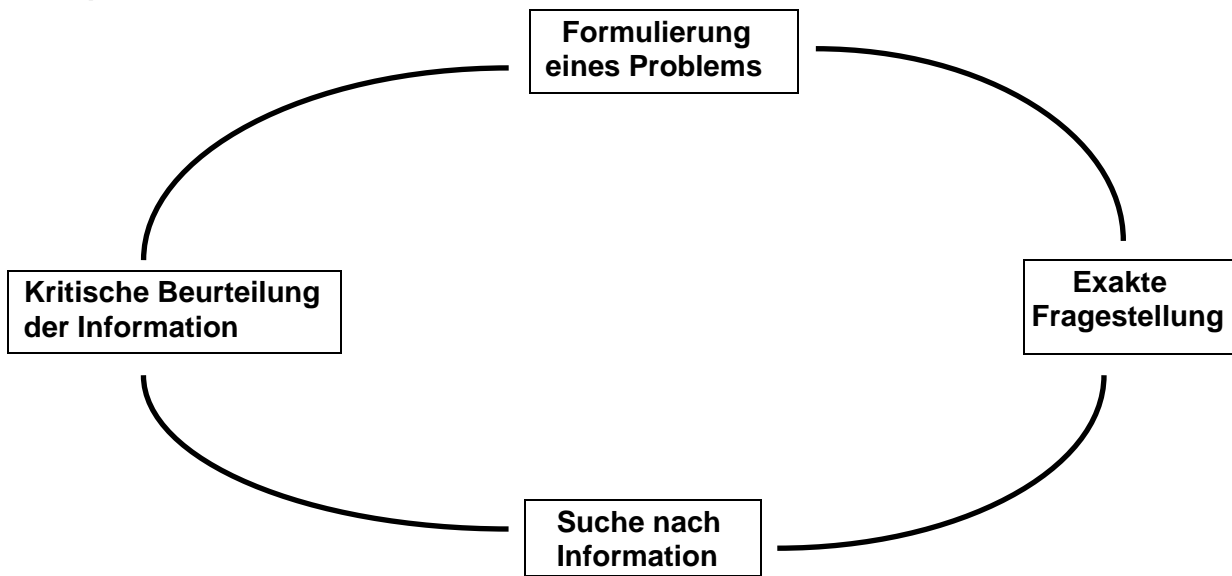 Formulierung
eines Problems
Kritische Beurteilung
der Information
Exakte
Fragestellung
Suche nach
Information